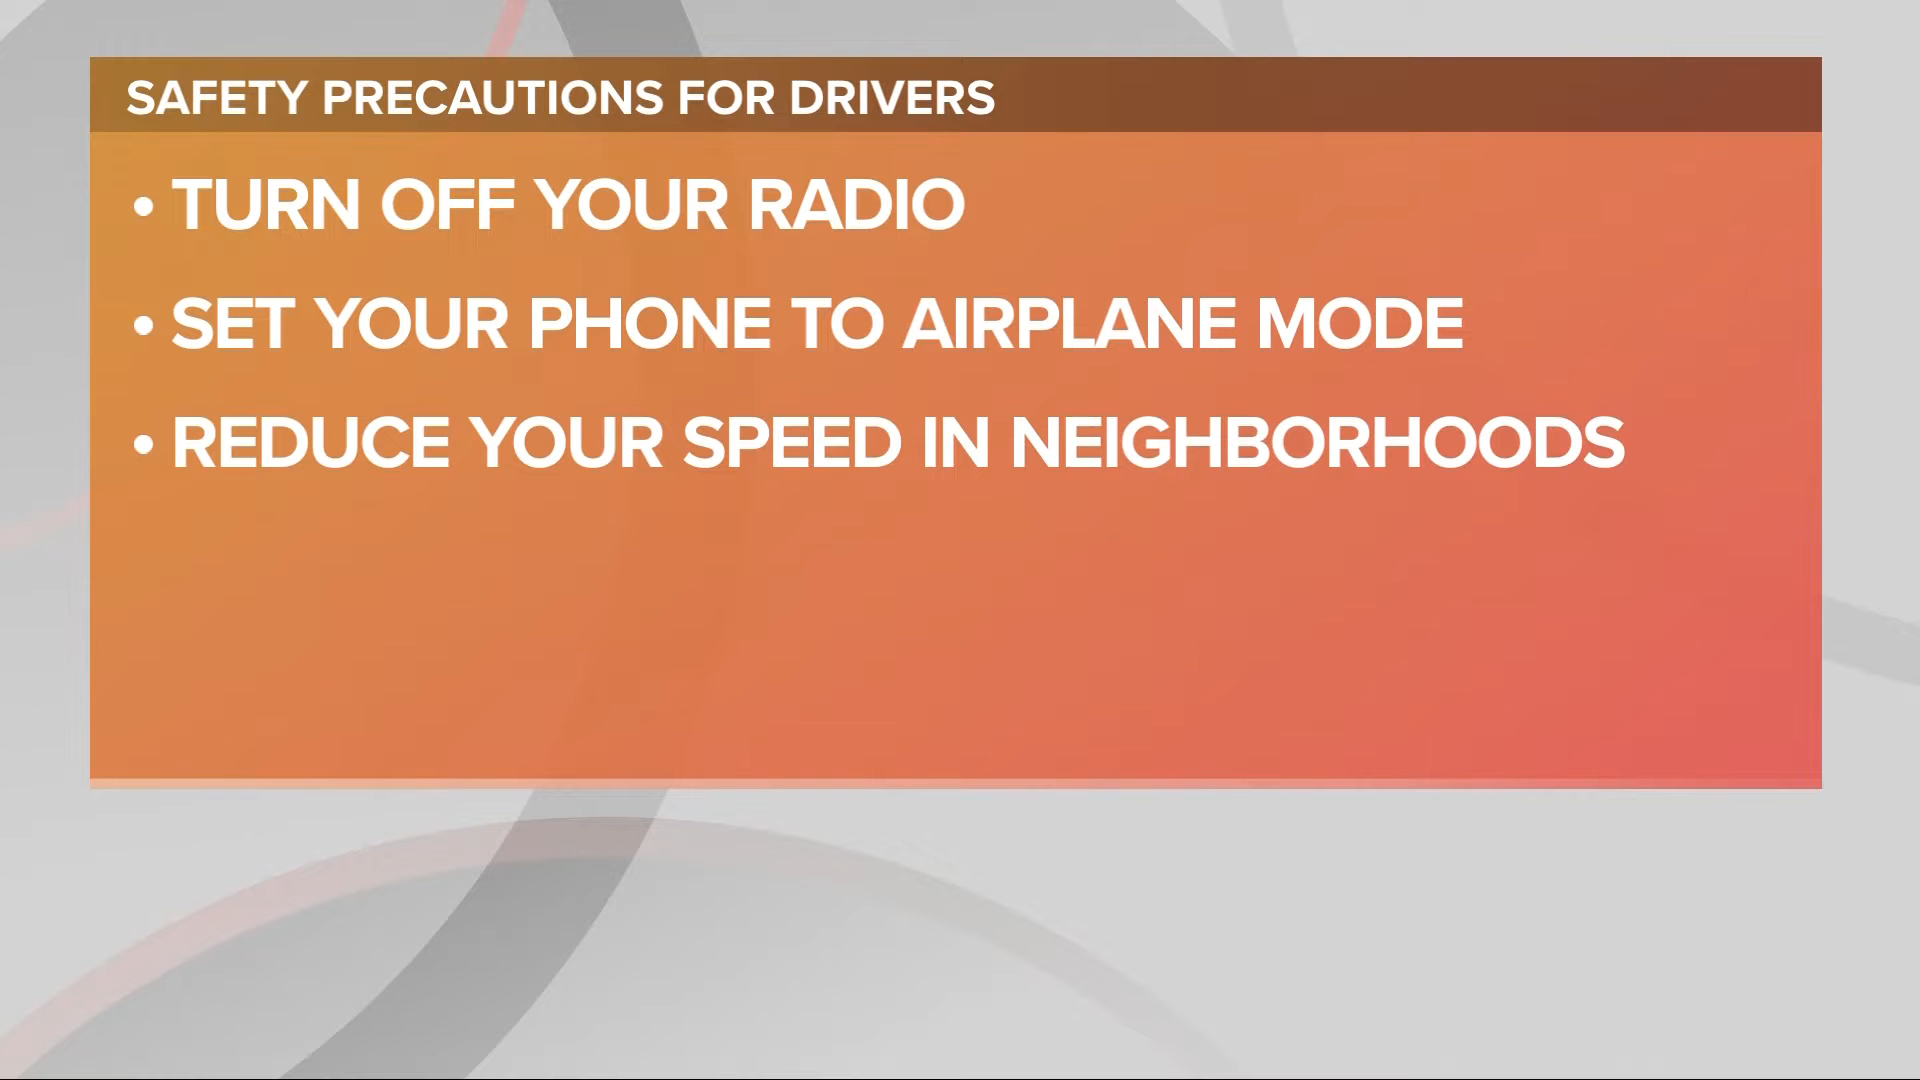 SAFETY PRECAUTIONS FOR DRIVERS
• TURN OFF YOUR RADIO
• SET YOUR PHONE TO AIRPLANE MODE
• REDUCE YOUR SPEED IN NEIGHBORHOODS